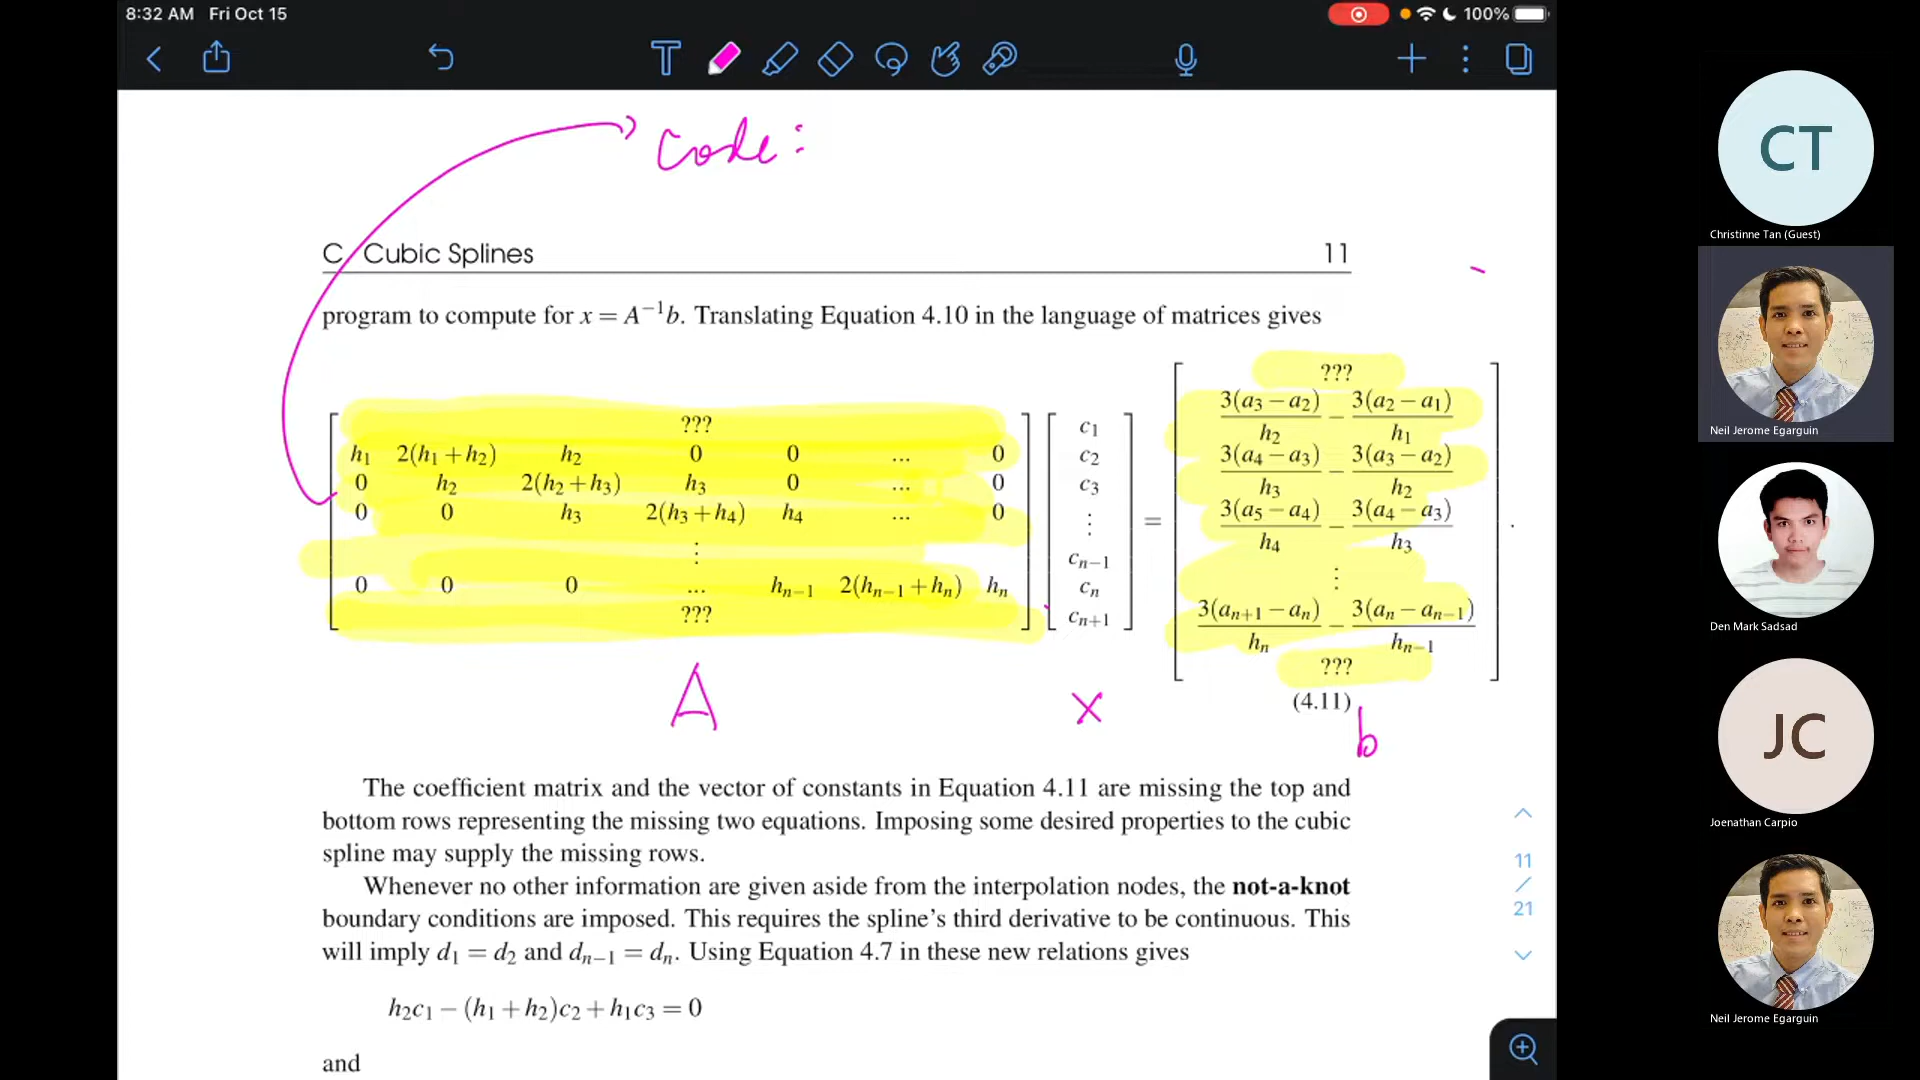 8:32 AM Fri Oct 15
100%
Code:
C Cubic Splines 11
program to compute for x = A⁻¹b. Translating Equation 4.10 in the language of matrices gives
???
h₁ 2(h₁ + h₂) h₂ 0 0 ... 0
0 h₂ 2(h₂ + h₃) h₃ 0 ... 0
0 0 h₃ 2(h₃ + h₄) h₄ ... 0
⋮
0 0 0 ... hₙ₋₁ 2(hₙ₋₁ + hₙ) hₙ
???
c₁
c₂
c₃
⋮
cₙ₋₁
cₙ
cₙ₊₁
=
???
3(a₃ − a₂)/h₂ − 3(a₂ − a₁)/h₁
3(a₄ − a₃)/h₃ − 3(a₃ − a₂)/h₂
3(a₅ − a₄)/h₄ − 3(a₄ − a₃)/h₃
⋮
3(aₙ₊₁ − aₙ)/hₙ − 3(aₙ − aₙ₋₁)/hₙ₋₁
???
.
(4.11)
A x b
The coefficient matrix and the vector of constants in Equation 4.11 are missing the top and
bottom rows representing the missing two equations. Imposing some desired properties to the cubic
spline may supply the missing rows.
Whenever no other information are given aside from the interpolation nodes, the not-a-knot
boundary conditions are imposed. This requires the spline's third derivative to be continuous. This
will imply d₁ = d₂ and dₙ₋₁ = dₙ. Using Equation 4.7 in these new relations gives
h₂c₁ − (h₁ + h₂)c₂ + h₁c₃ = 0
and
11
/
21
CT
Christinne Tan (Guest)
Neil Jerome Egarguin
Den Mark Sadsad
JC
Joenathan Carpio
Neil Jerome Egarguin